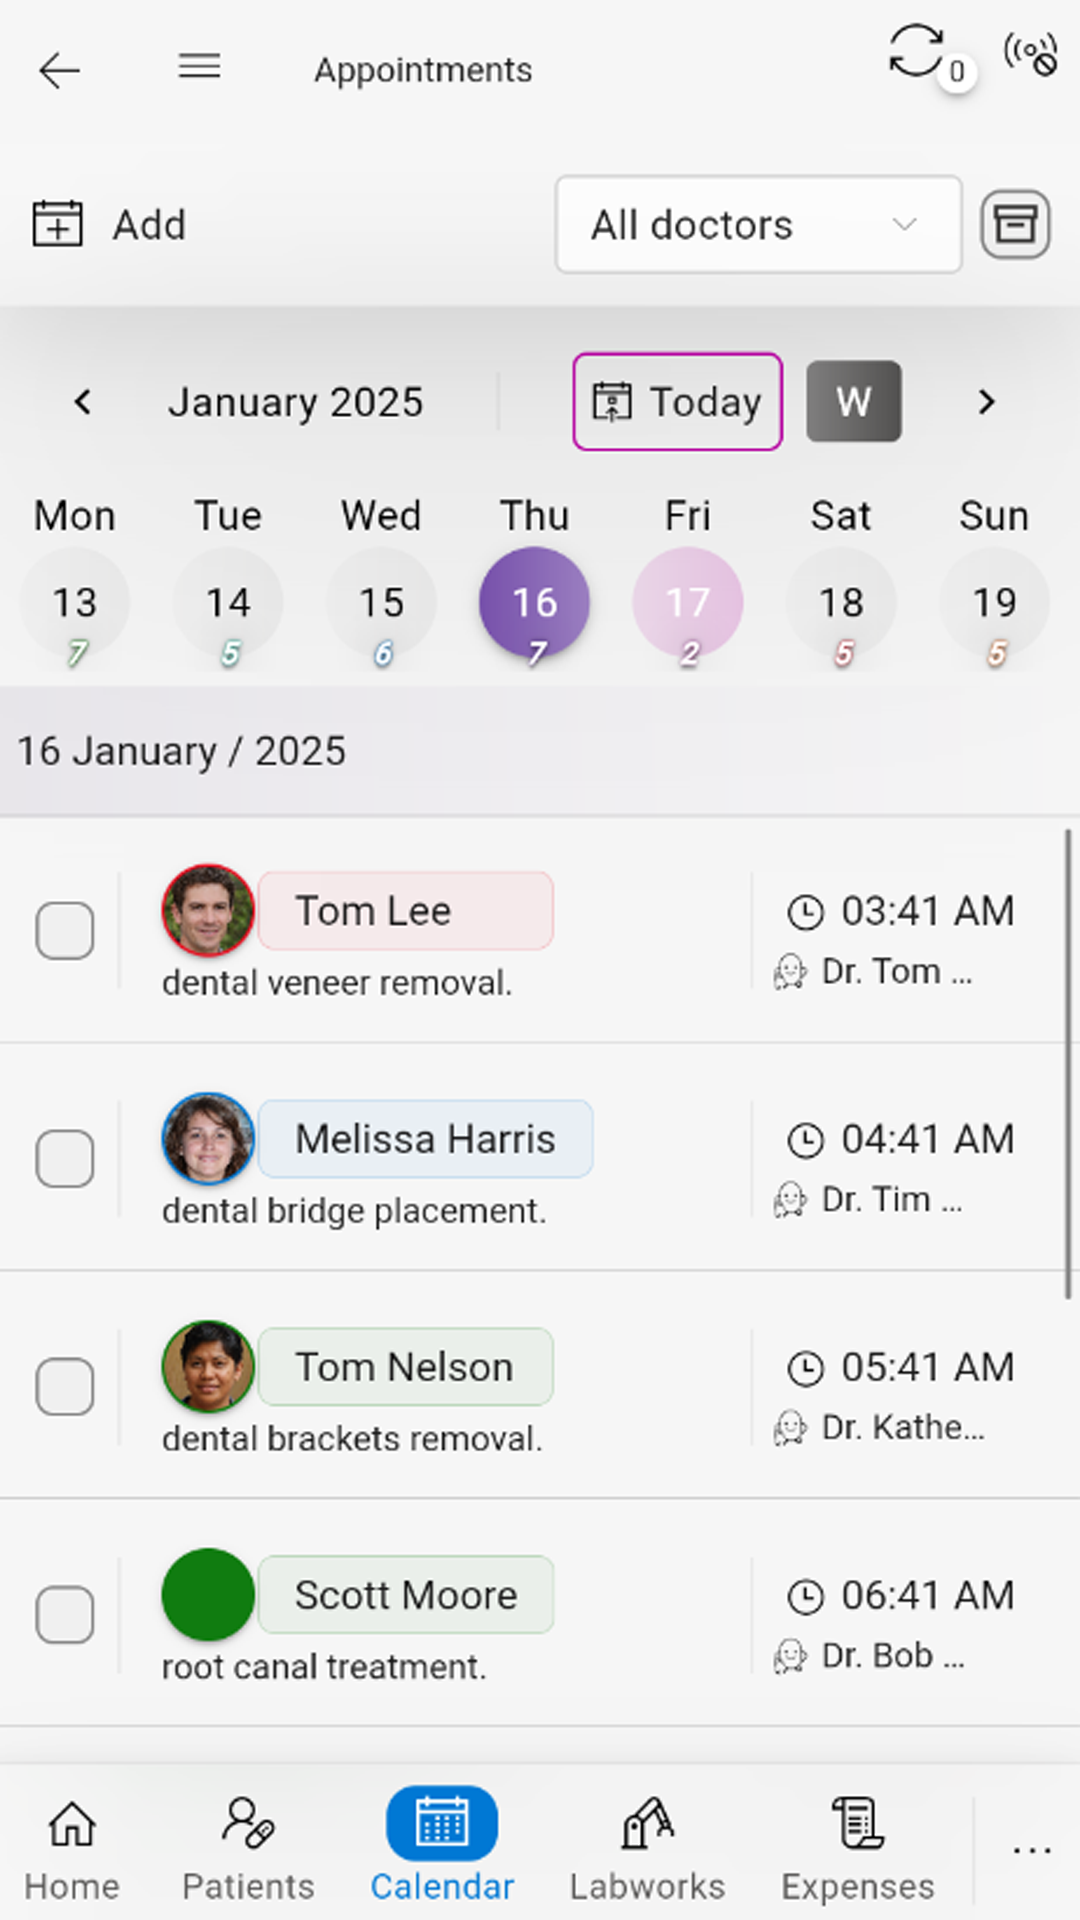 Appointments
0
Add
All doctors
January 2025
Today
W
Mon Tue Wed Thu Fri Sat Sun
13 14 15 16 17 18 19
7 5 6 7 2 5 5
16 January / 2025
Tom Lee
03:41 AM
dental veneer removal.
Dr. Tom ...
Melissa Harris
04:41 AM
dental bridge placement.
Dr. Tim ...
Tom Nelson
05:41 AM
dental brackets removal.
Dr. Kathe...
Scott Moore
06:41 AM
root canal treatment.
Dr. Bob ...
Home Patients Calendar Labworks Expenses ...